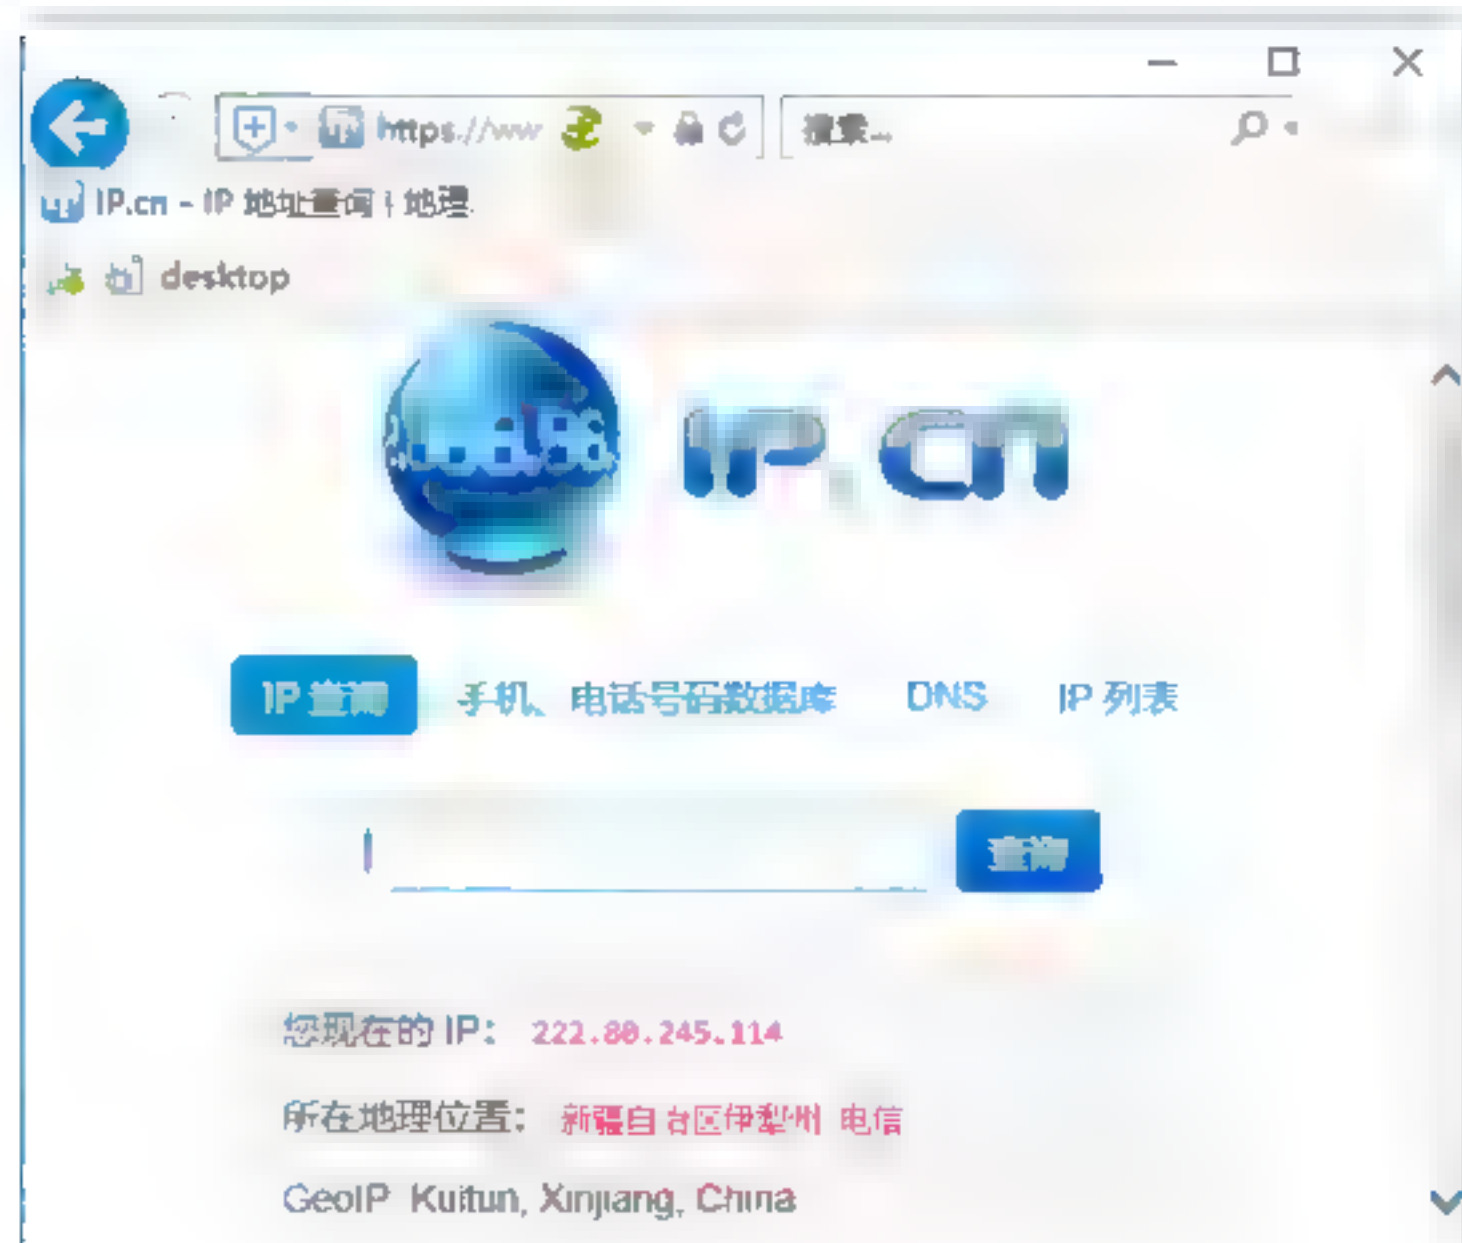 https://ww
搜索...
IP.cn - IP 地址查询 | 地理
desktop
IP.cn
IP 查询 手机、电话号码数据库 DNS IP 列表
查询
您现在的 IP: 222.80.245.114
所在地理位置: 新疆自治区伊犁州 电信
GeoIP Kuitun, Xinjiang, China